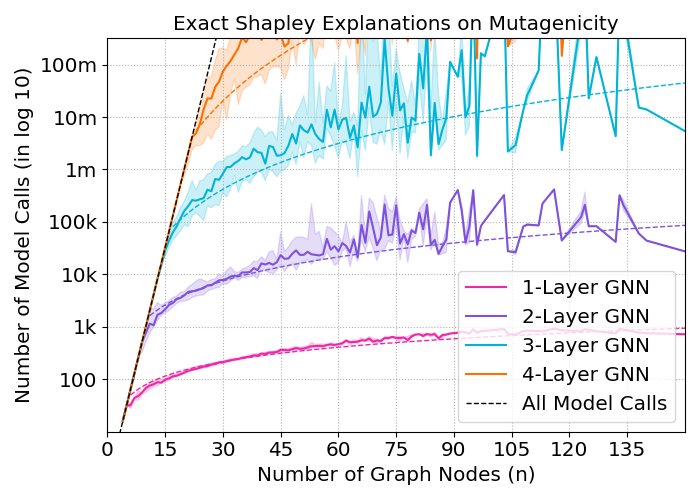 Exact Shapley Explanations on Mutagenicity
Number of Model Calls (in log 10)
100m
10m
1m
100k
10k
1k
100
0 15 30 45 60 75 90 105 120 135
Number of Graph Nodes (n)
1-Layer GNN
2-Layer GNN
3-Layer GNN
4-Layer GNN
All Model Calls